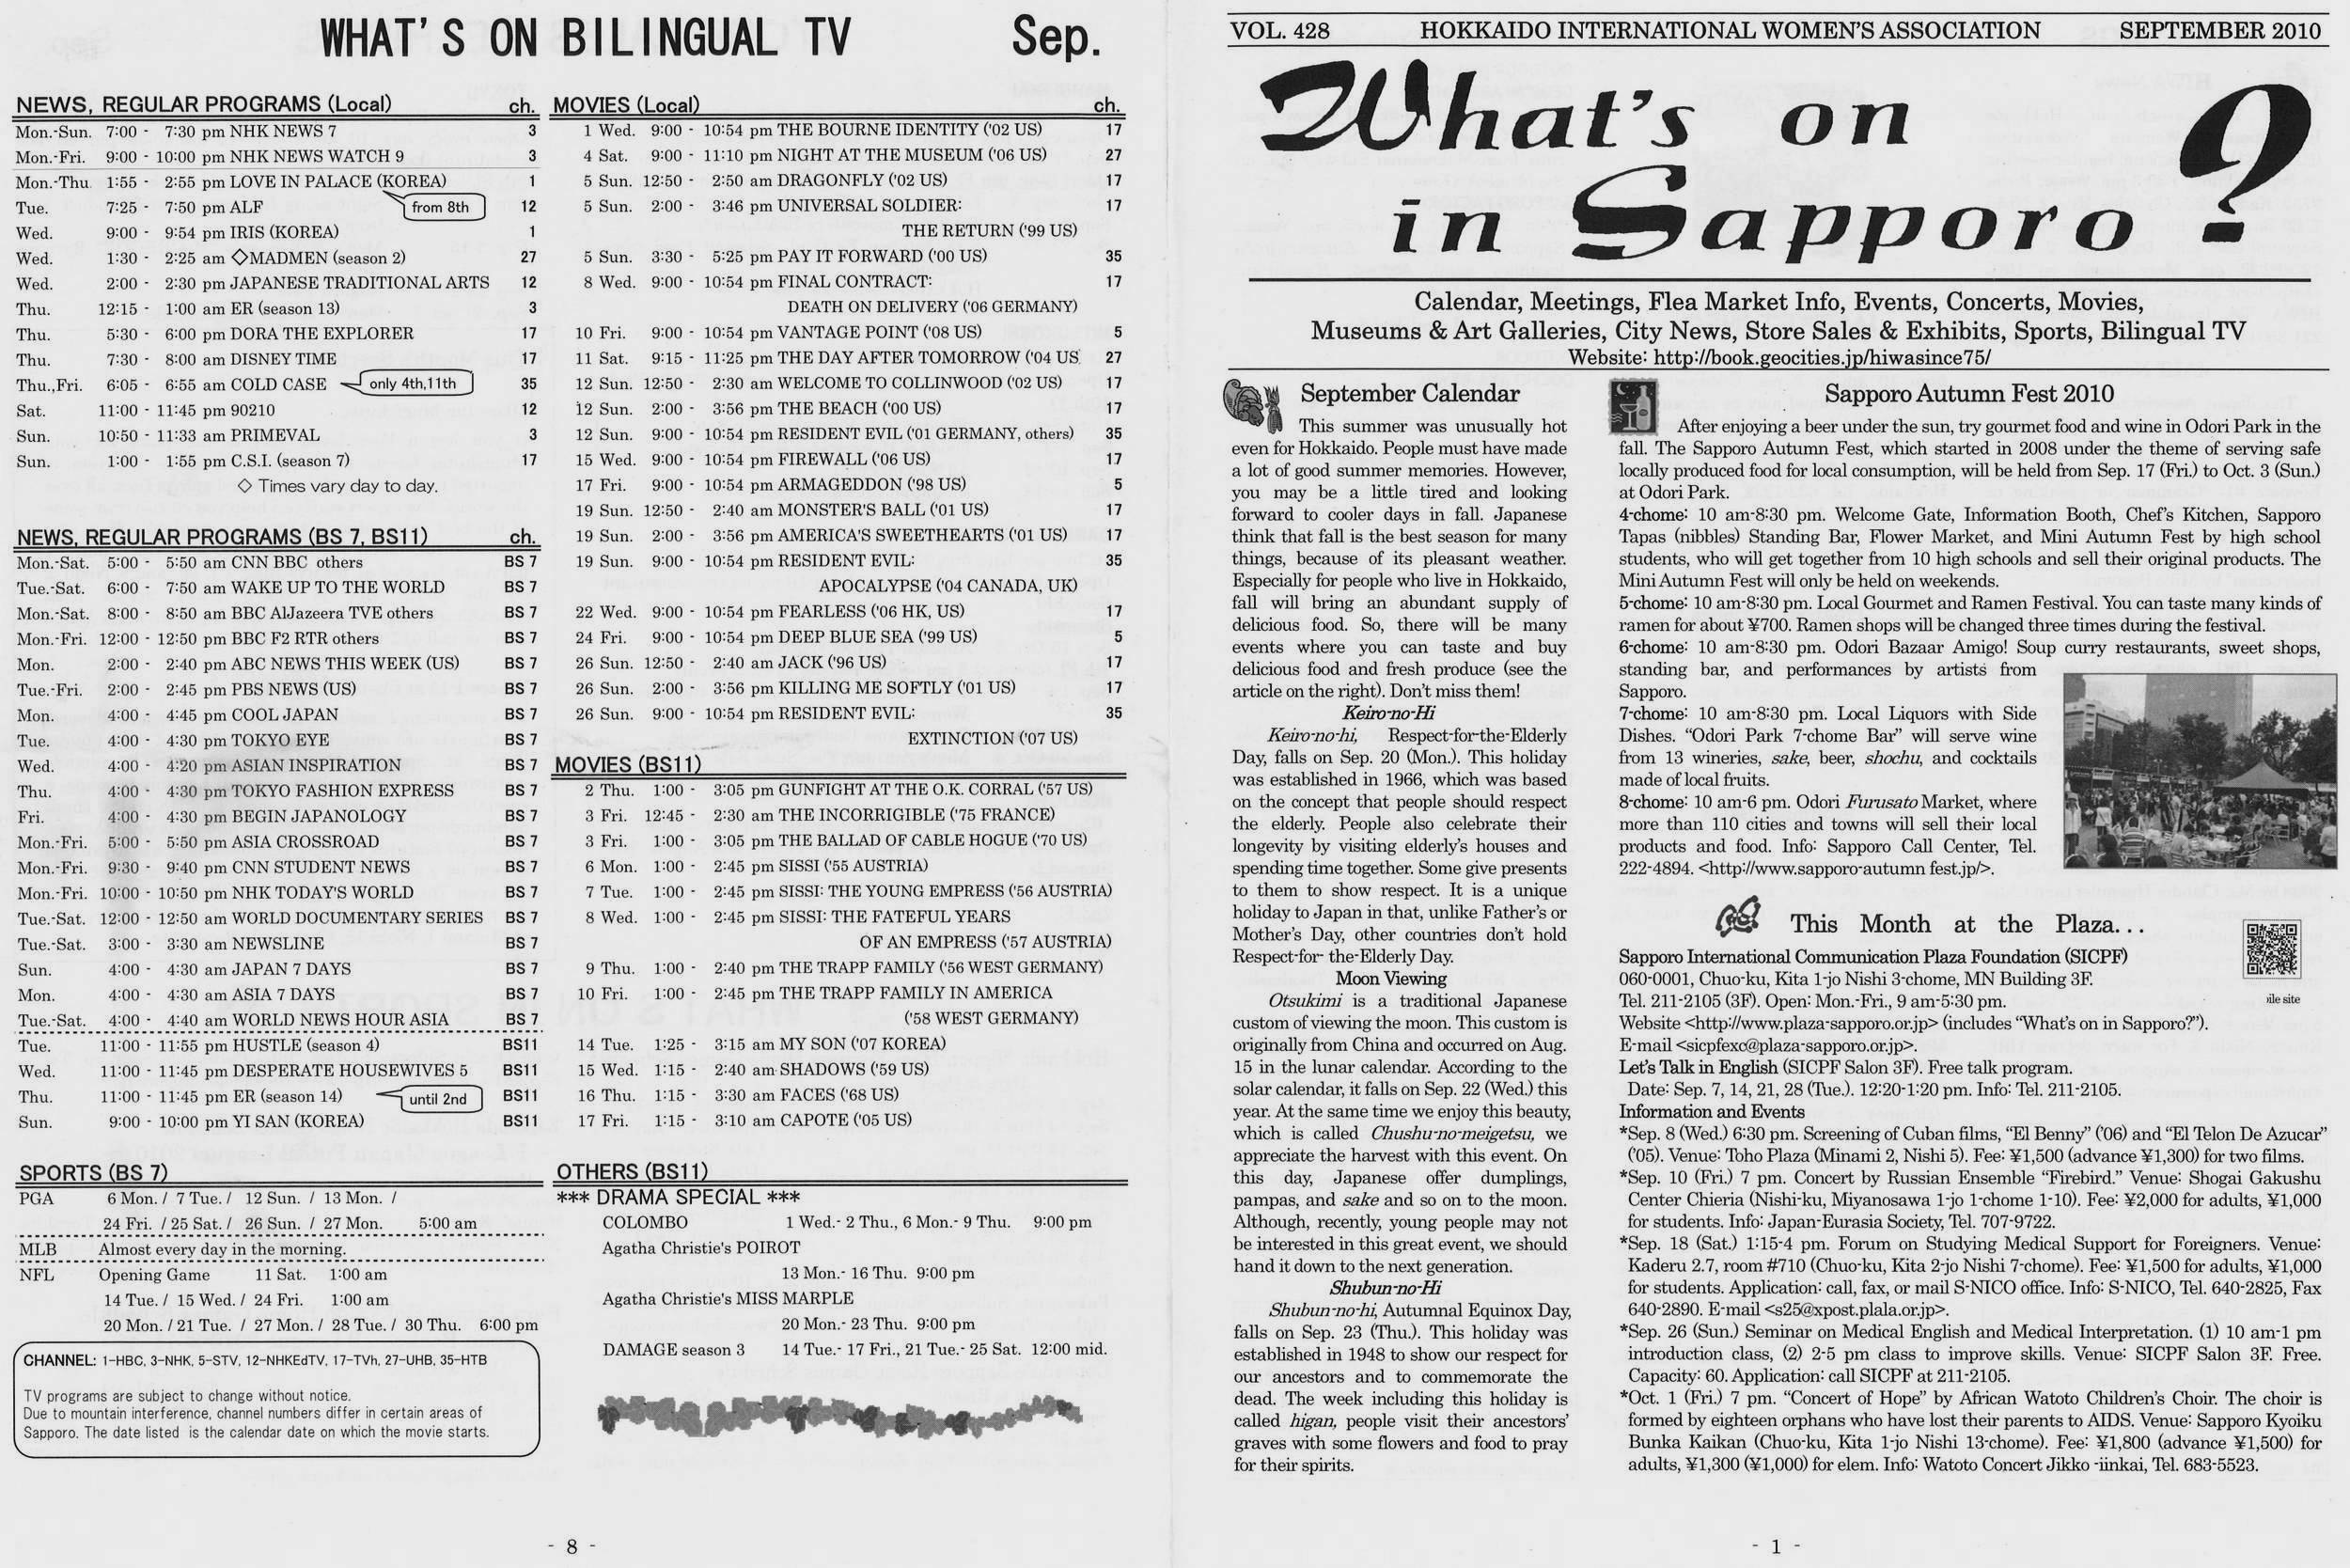 WHAT'S ON BILINGUAL TV Sep.
NEWS, REGULAR PROGRAMS (Local) ch.
Mon.-Sun. 7:00 - 7:30 pm NHK NEWS 7 3
Mon.-Fri. 9:00 - 10:00 pm NHK NEWS WATCH 9 3
Mon.-Thu. 1:55 - 2:55 pm LOVE IN PALACE (KOREA) 1
from 8th
Tue. 7:25 - 7:50 pm ALF 12
Wed. 9:00 - 9:54 pm IRIS (KOREA) 1
Wed. 1:30 - 2:25 am ◇MADMEN (season 2) 27
Wed. 2:00 - 2:30 pm JAPANESE TRADITIONAL ARTS 12
Thu. 12:15 - 1:00 am ER (season 13) 3
Thu. 5:30 - 6:00 pm DORA THE EXPLORER 17
Thu. 7:30 - 8:00 am DISNEY TIME 17
Thu.,Fri. 6:05 - 6:55 am COLD CASE only 4th,11th 35
Sat. 11:00 - 11:45 pm 90210 12
Sun. 10:50 - 11:33 am PRIMEVAL 3
Sun. 1:00 - 1:55 pm C.S.I. (season 7) 17
◇ Times vary day to day.
NEWS, REGULAR PROGRAMS (BS 7, BS11) ch.
Mon.-Sat. 5:00 - 5:50 am CNN BBC others BS 7
Tue.-Sat. 6:00 - 7:50 am WAKE UP TO THE WORLD BS 7
Mon.-Sat. 8:00 - 8:50 am BBC AlJazeera TVE others BS 7
Mon.-Fri. 12:00 - 12:50 pm BBC F2 RTR others BS 7
Mon. 2:00 - 2:40 pm ABC NEWS THIS WEEK (US) BS 7
Tue.-Fri. 2:00 - 2:45 pm PBS NEWS (US) BS 7
Mon. 4:00 - 4:45 pm COOL JAPAN BS 7
Tue. 4:00 - 4:30 pm TOKYO EYE BS 7
Wed. 4:00 - 4:20 pm ASIAN INSPIRATION BS 7
Thu. 4:00 - 4:30 pm TOKYO FASHION EXPRESS BS 7
Fri. 4:00 - 4:30 pm BEGIN JAPANOLOGY BS 7
Mon.-Fri. 5:00 - 5:50 pm ASIA CROSSROAD BS 7
Mon.-Fri. 9:30 - 9:40 pm CNN STUDENT NEWS BS 7
Mon.-Fri. 10:00 - 10:50 pm NHK TODAY'S WORLD BS 7
Tue.-Sat. 12:00 - 12:50 am WORLD DOCUMENTARY SERIES BS 7
Tue.-Sat. 3:00 - 3:30 am NEWSLINE BS 7
Sun. 4:00 - 4:30 am JAPAN 7 DAYS BS 7
Mon. 4:00 - 4:30 am ASIA 7 DAYS BS 7
Tue.-Sat. 4:00 - 4:40 am WORLD NEWS HOUR ASIA BS 7
Tue. 11:00 - 11:55 pm HUSTLE (season 4) BS11
Wed. 11:00 - 11:45 pm DESPERATE HOUSEWIVES 5 BS11
Thu. 11:00 - 11:45 pm ER (season 14) until 2nd BS11
Sun. 9:00 - 10:00 pm YI SAN (KOREA) BS11
SPORTS (BS 7)
PGA 6 Mon. / 7 Tue. / 12 Sun. / 13 Mon. /
24 Fri. / 25 Sat. / 26 Sun. / 27 Mon. 5:00 am
MLB Almost every day in the morning.
NFL Opening Game 11 Sat. 1:00 am
14 Tue. / 15 Wed. / 24 Fri. 1:00 am
20 Mon. / 21 Tue. / 27 Mon. / 28 Tue. / 30 Thu. 6:00 pm
CHANNEL: 1-HBC, 3-NHK, 5-STV, 12-NHKEdTV, 17-TVh, 27-UHB, 35-HTB
TV programs are subject to change without notice.
Due to mountain interference, channel numbers differ in certain areas of
Sapporo. The date listed is the calendar date on which the movie starts.
MOVIES (Local) ch.
1 Wed. 9:00 - 10:54 pm THE BOURNE IDENTITY ('02 US) 17
4 Sat. 9:00 - 11:10 pm NIGHT AT THE MUSEUM ('06 US) 27
5 Sun. 12:50 - 2:50 am DRAGONFLY ('02 US) 17
5 Sun. 2:00 - 3:46 pm UNIVERSAL SOLDIER: 17
THE RETURN ('99 US)
5 Sun. 3:30 - 5:25 pm PAY IT FORWARD ('00 US) 35
8 Wed. 9:00 - 10:54 pm FINAL CONTRACT: 17
DEATH ON DELIVERY ('06 GERMANY)
10 Fri. 9:00 - 10:54 pm VANTAGE POINT ('08 US) 5
11 Sat. 9:15 - 11:25 pm THE DAY AFTER TOMORROW ('04 US 27
12 Sun. 12:50 - 2:30 am WELCOME TO COLLINWOOD ('02 US) 17
12 Sun. 2:00 - 3:56 pm THE BEACH ('00 US) 17
12 Sun. 9:00 - 10:54 pm RESIDENT EVIL ('01 GERMANY, others) 35
15 Wed. 9:00 - 10:54 pm FIREWALL ('06 US) 17
17 Fri. 9:00 - 10:54 pm ARMAGEDDON ('98 US) 5
19 Sun. 12:50 - 2:40 am MONSTER'S BALL ('01 US) 17
19 Sun. 2:00 - 3:56 pm AMERICA'S SWEETHEARTS ('01 US) 17
19 Sun. 9:00 - 10:54 pm RESIDENT EVIL: 35
APOCALYPSE ('04 CANADA, UK)
22 Wed. 9:00 - 10:54 pm FEARLESS ('06 HK, US) 17
24 Fri. 9:00 - 10:54 pm DEEP BLUE SEA ('99 US) 5
26 Sun. 12:50 - 2:40 am JACK ('96 US) 17
26 Sun. 2:00 - 3:56 pm KILLING ME SOFTLY ('01 US) 17
26 Sun. 9:00 - 10:54 pm RESIDENT EVIL: 35
EXTINCTION ('07 US)
MOVIES (BS11)
2 Thu. 1:00 - 3:05 pm GUNFIGHT AT THE O.K. CORRAL ('57 US)
3 Fri. 12:45 - 2:30 am THE INCORRIGIBLE ('75 FRANCE)
3 Fri. 1:00 - 3:05 pm THE BALLAD OF CABLE HOGUE ('70 US)
6 Mon. 1:00 - 2:45 pm SISSI ('55 AUSTRIA)
7 Tue. 1:00 - 2:45 pm SISSI: THE YOUNG EMPRESS ('56 AUSTRIA)
8 Wed. 1:00 - 2:45 pm SISSI: THE FATEFUL YEARS
OF AN EMPRESS ('57 AUSTRIA)
9 Thu. 1:00 - 2:40 pm THE TRAPP FAMILY ('56 WEST GERMANY)
10 Fri. 1:00 - 2:45 pm THE TRAPP FAMILY IN AMERICA
('58 WEST GERMANY)
14 Tue. 1:25 - 3:15 am MY SON ('07 KOREA)
15 Wed. 1:15 - 2:40 am SHADOWS ('59 US)
16 Thu. 1:15 - 3:30 am FACES ('68 US)
17 Fri. 1:15 - 3:10 am CAPOTE ('05 US)
OTHERS (BS11)
*** DRAMA SPECIAL ***
COLOMBO 1 Wed.- 2 Thu., 6 Mon.- 9 Thu. 9:00 pm
Agatha Christie's POIROT
13 Mon.- 16 Thu. 9:00 pm
Agatha Christie's MISS MARPLE
20 Mon.- 23 Thu. 9:00 pm
DAMAGE season 3 14 Tue.- 17 Fri., 21 Tue.- 25 Sat. 12:00 mid.
- 8 -
VOL. 428 HOKKAIDO INTERNATIONAL WOMEN'S ASSOCIATION SEPTEMBER 2010
What's on
in Sapporo ?
Calendar, Meetings, Flea Market Info, Events, Concerts, Movies,
Museums & Art Galleries, City News, Store Sales & Exhibits, Sports, Bilingual TV
Website: http://book.geocities.jp/hiwasince75/
September Calendar
This summer was unusually hot
even for Hokkaido. People must have made
a lot of good summer memories. However,
you may be a little tired and looking
forward to cooler days in fall. Japanese
think that fall is the best season for many
things, because of its pleasant weather.
Especially for people who live in Hokkaido,
fall will bring an abundant supply of
delicious food. So, there will be many
events where you can taste and buy
delicious food and fresh produce (see the
article on the right). Don't miss them!
Keiro-no-Hi
Keiro-no-hi, Respect-for-the-Elderly
Day, falls on Sep. 20 (Mon.). This holiday
was established in 1966, which was based
on the concept that people should respect
the elderly. People also celebrate their
longevity by visiting elderly's houses and
spending time together. Some give presents
to them to show respect. It is a unique
holiday to Japan in that, unlike Father's or
Mother's Day, other countries don't hold
Respect-for- the-Elderly Day.
Moon Viewing
Otsukimi is a traditional Japanese
custom of viewing the moon. This custom is
originally from China and occurred on Aug.
15 in the lunar calendar. According to the
solar calendar, it falls on Sep. 22 (Wed.) this
year. At the same time we enjoy this beauty,
which is called Chushu-no-meigetsu, we
appreciate the harvest with this event. On
this day, Japanese offer dumplings,
pampas, and sake and so on to the moon.
Although, recently, young people may not
be interested in this great event, we should
hand it down to the next generation.
Shubun-no-Hi
Shubun-no-hi, Autumnal Equinox Day,
falls on Sep. 23 (Thu.). This holiday was
established in 1948 to show our respect for
our ancestors and to commemorate the
dead. The week including this holiday is
called higan, people visit their ancestors'
graves with some flowers and food to pray
for their spirits.
Sapporo Autumn Fest 2010
After enjoying a beer under the sun, try gourmet food and wine in Odori Park in the
fall. The Sapporo Autumn Fest, which started in 2008 under the theme of serving safe
locally produced food for local consumption, will be held from Sep. 17 (Fri.) to Oct. 3 (Sun.)
at Odori Park.
4-chome: 10 am-8:30 pm. Welcome Gate, Information Booth, Chef's Kitchen, Sapporo
Tapas (nibbles) Standing Bar, Flower Market, and Mini Autumn Fest by high school
students, who will get together from 10 high schools and sell their original products. The
Mini Autumn Fest will only be held on weekends.
5-chome: 10 am-8:30 pm. Local Gourmet and Ramen Festival. You can taste many kinds of
ramen for about ¥700. Ramen shops will be changed three times during the festival.
6-chome: 10 am-8:30 pm. Odori Bazaar Amigo! Soup curry restaurants, sweet shops,
standing bar, and performances by artists from
Sapporo.
7-chome: 10 am-8:30 pm. Local Liquors with Side
Dishes. "Odori Park 7-chome Bar" will serve wine
from 13 wineries, sake, beer, shochu, and cocktails
made of local fruits.
8-chome: 10 am-6 pm. Odori Furusato Market, where
more than 110 cities and towns will sell their local
products and food. Info: Sapporo Call Center, Tel.
222-4894. <http://www.sapporo-autumn fest.jp/>.
This Month at the Plaza...
Sapporo International Communication Plaza Foundation (SICPF)
060-0001, Chuo-ku, Kita 1-jo Nishi 3-chome, MN Building 3F.
Tel. 211-2105 (3F). Open: Mon.-Fri., 9 am-5:30 pm.
ile site
Website <http://www.plaza-sapporo.or.jp> (includes "What's on in Sapporo?").
E-mail <sicpfexc@plaza-sapporo.or.jp>.
Let's Talk in English (SICPF Salon 3F). Free talk program.
Date: Sep. 7, 14, 21, 28 (Tue.). 12:20-1:20 pm. Info: Tel. 211-2105.
Information and Events
*Sep. 8 (Wed.) 6:30 pm. Screening of Cuban films, "El Benny" ('06) and "El Telon De Azucar"
('05). Venue: Toho Plaza (Minami 2, Nishi 5). Fee: ¥1,500 (advance ¥1,300) for two films.
*Sep. 10 (Fri.) 7 pm. Concert by Russian Ensemble "Firebird." Venue: Shogai Gakushu
Center Chieria (Nishi-ku, Miyanosawa 1-jo 1-chome 1-10). Fee: ¥2,000 for adults, ¥1,000
for students. Info: Japan-Eurasia Society, Tel. 707-9722.
*Sep. 18 (Sat.) 1:15-4 pm. Forum on Studying Medical Support for Foreigners. Venue:
Kaderu 2.7, room #710 (Chuo-ku, Kita 2-jo Nishi 7-chome). Fee: ¥1,500 for adults, ¥1,000
for students. Application: call, fax, or mail S-NICO office. Info: S-NICO, Tel. 640-2825, Fax
640-2890. E-mail <s25@xpost.plala.or.jp>.
*Sep. 26 (Sun.) Seminar on Medical English and Medical Interpretation. (1) 10 am-1 pm
introduction class, (2) 2-5 pm class to improve skills. Venue: SICPF Salon 3F. Free.
Capacity: 60. Application: call SICPF at 211-2105.
*Oct. 1 (Fri.) 7 pm. "Concert of Hope" by African Watoto Children's Choir. The choir is
formed by eighteen orphans who have lost their parents to AIDS. Venue: Sapporo Kyoiku
Bunka Kaikan (Chuo-ku, Kita 1-jo Nishi 13-chome). Fee: ¥1,800 (advance ¥1,500) for
adults, ¥1,300 (¥1,000) for elem. Info: Watoto Concert Jikko -iinkai, Tel. 683-5523.
- 1 -